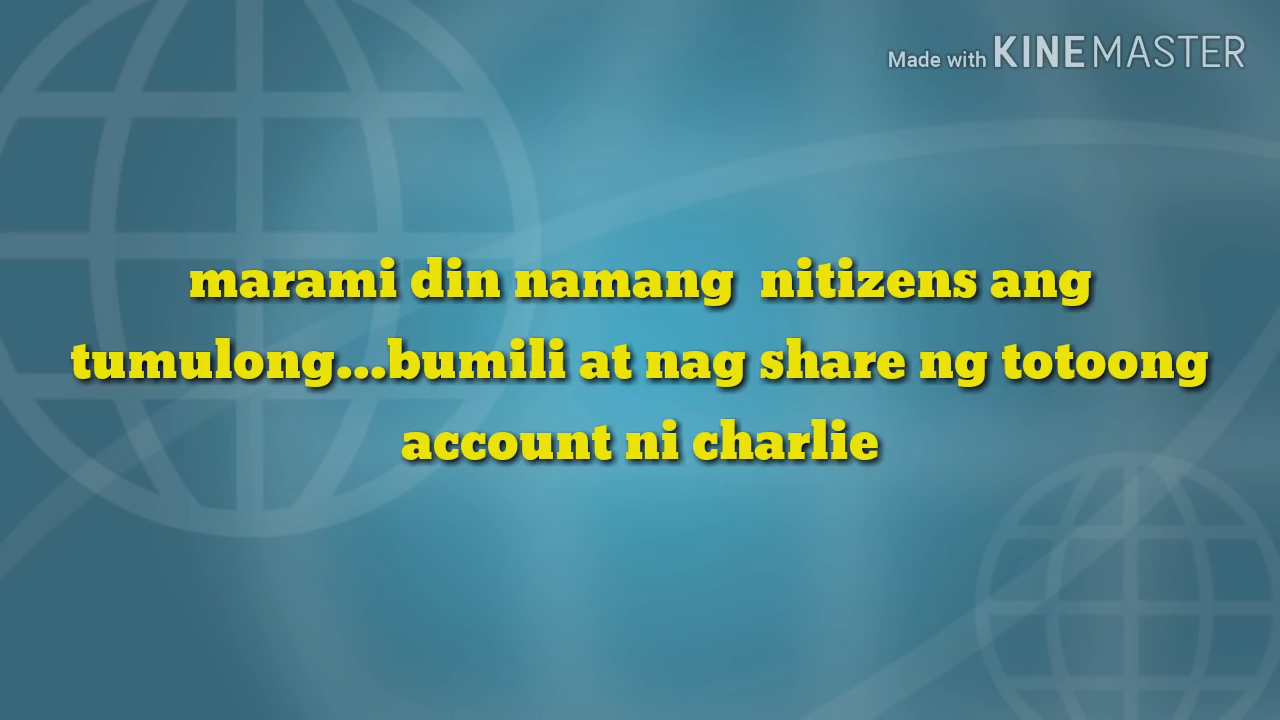 Made with KINEMASTER
marami din namang nitizens ang
tumulong...bumili at nag share ng totoong
account ni charlie